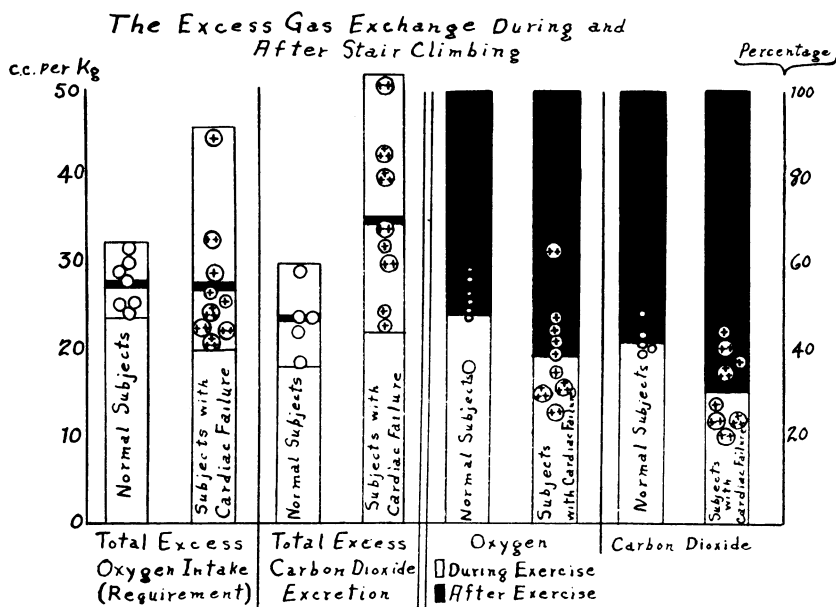 The Excess Gas Exchange During and
After Stair Climbing
c.c. per Kg
Percentage
50
40
30
20
10
0
100
80
60
40
20
Normal Subjects
Subjects with
Cardiac Failure
Normal Subjects
Subjects with
Cardiac Failure
Normal Subjects
Subjects
with Cardiac Failure
Normal Subjects
Subjects
with
Cardiac Failure
Total Excess
Oxygen Intake
(Requirement)
Total Excess
Carbon Dioxide
Excretion
Oxygen
Carbon Dioxide
During Exercise
After Exercise